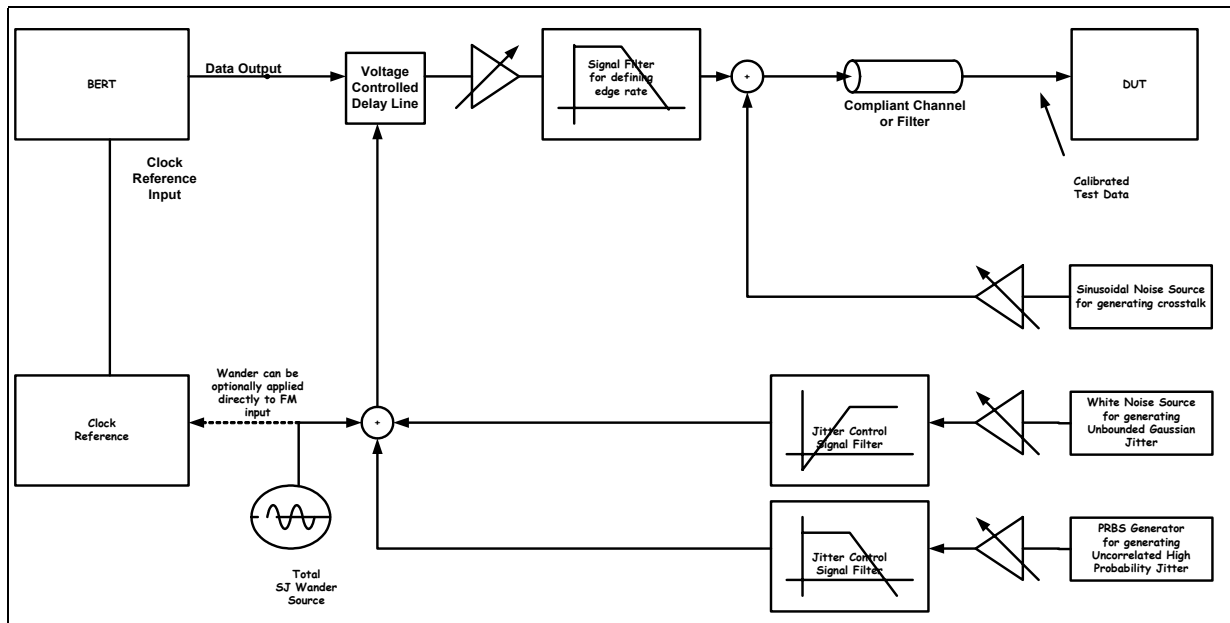 BERT
Data Output
Voltage
Controlled
Delay Line
Signal Filter
for defining
edge rate
+
Compliant Channel
or Filter
DUT
Clock
Reference
Input
Calibrated
Test Data
Sinusoidal Noise Source
for generating crosstalk
Wander can be
optionally applied
directly to FM
input
Clock
Reference
+
Jitter Control
Signal Filter
White Noise Source
for generating
Unbounded Gaussian
Jitter
Total
SJ Wander
Source
Jitter Control
Signal Filter
PRBS Generator
for generating
Uncorrelated High
Probability Jitter